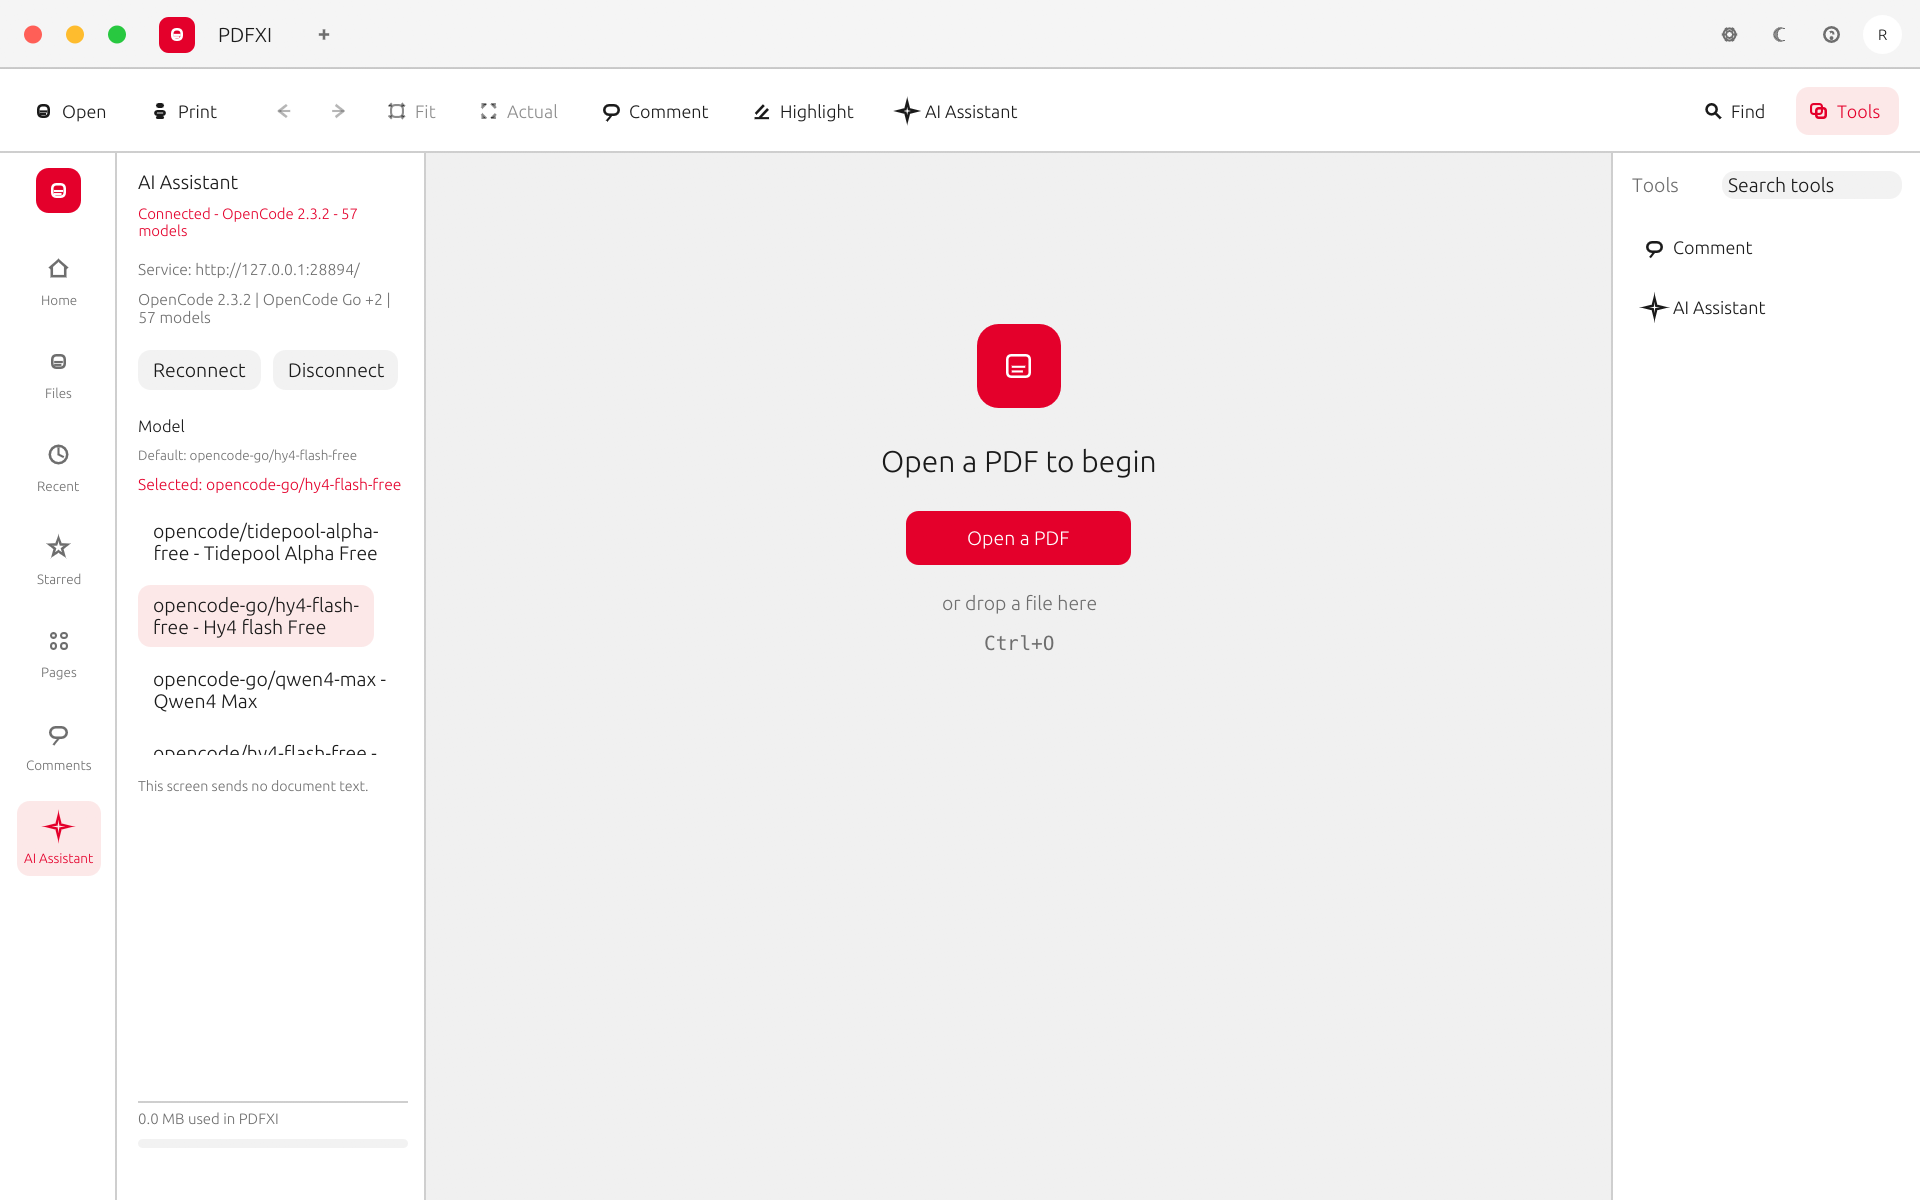 PDFXI
+
R
Open
Print
Fit
Actual
Comment
Highlight
AI Assistant
Find
Tools
Home
Files
Recent
Starred
Pages
Comments
AI Assistant
AI Assistant
Connected - OpenCode 2.3.2 - 57
models
Service: http://127.0.0.1:28894/
OpenCode 2.3.2 | OpenCode Go +2 |
57 models
Reconnect
Disconnect
Model
Default: opencode-go/hy4-flash-free
Selected: opencode-go/hy4-flash-free
opencode/tidepool-alpha-
free - Tidepool Alpha Free
opencode-go/hy4-flash-
free - Hy4 flash Free
opencode-go/qwen4-max -
Qwen4 Max
opencode/hy4-flash-free -
This screen sends no document text.
0.0 MB used in PDFXI
Open a PDF to begin
Open a PDF
or drop a file here
Ctrl+O
Tools
Search tools
Comment
AI Assistant